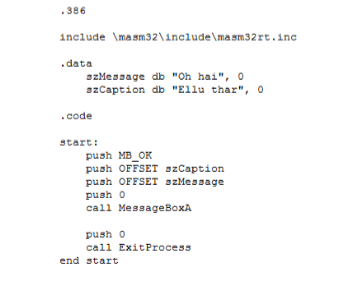 .386
include \masm32\include\masm32rt.inc
.data
szMessage db "Oh hai", 0
szCaption db "Ellu thar", 0
.code
start:
push MB_OK
push OFFSET szCaption
push OFFSET szMessage
push 0
call MessageBoxA
push 0
call ExitProcess
end start